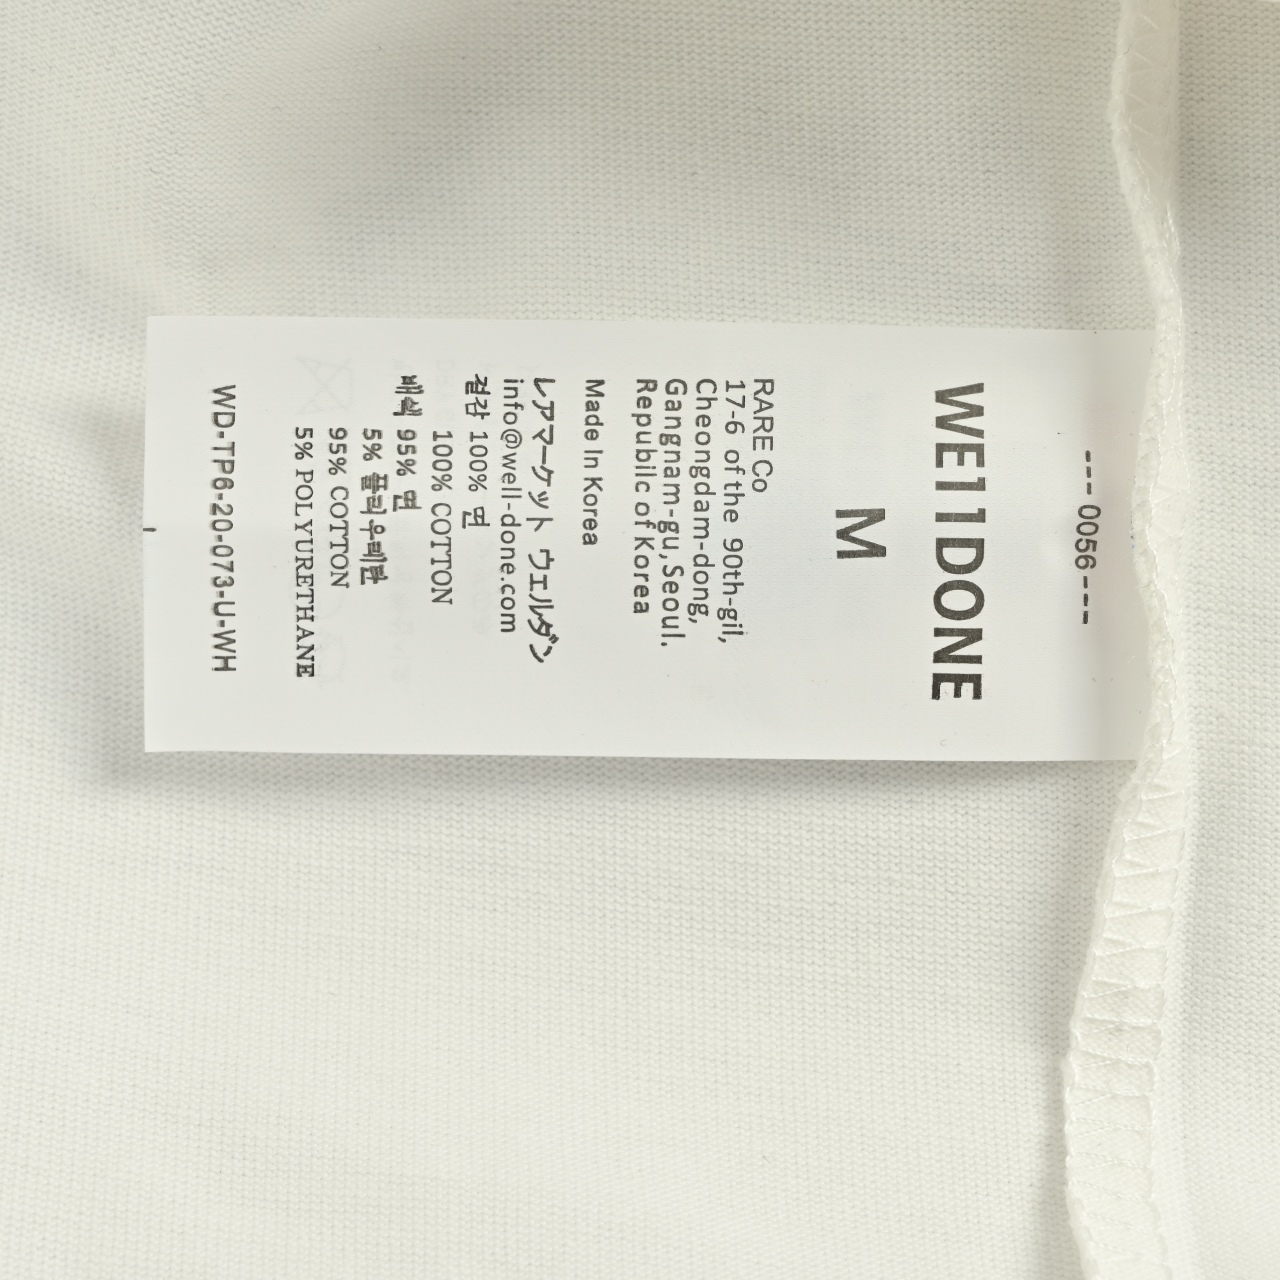 ---0056---
WE11DONE
M
RARE Co
17-6 of the 90th-gil,
Cheongdam-dong,
Gangnam-gu,Seoul.
Repubilc of Korea
Made In Korea
レアマーケット ウェルダン
info@well-done.com
겉감 100% 면
100% COTTON
배색 95% 면
5% 폴리우레탄
95% COTTON
5% POLYURETHANE
WD-TP6-20-073-U-WH